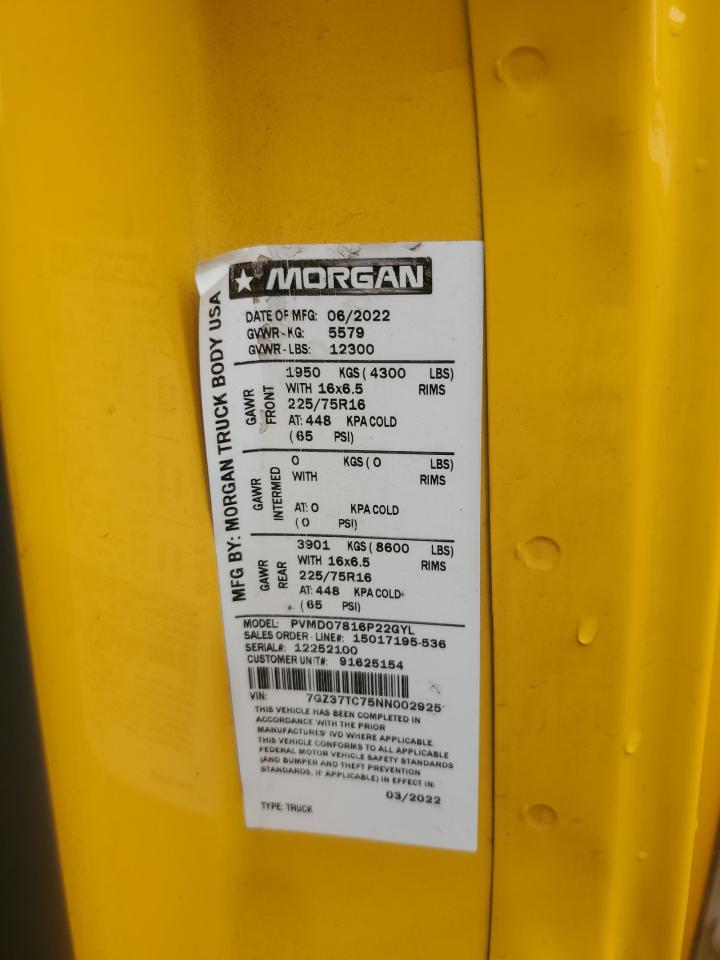 MORGAN
MFG BY: MORGAN TRUCK BODY USA
DATE OF MFG: 06/2022
GVWR-KG: 5579
GVWR-LBS: 12300
GAWR FRONT
1950 KGS (4300 LBS)
WITH 16x6.5 RIMS
225/75R16
AT: 448 KPA COLD
(65 PSI)
GAWR INTERMED
0 KGS (0 LBS)
WITH RIMS
AT: 0 KPA COLD
(0 PSI)
GAWR REAR
3901 KGS (8600 LBS)
WITH 16x6.5 RIMS
225/75R16
AT: 448 KPA COLD
(65 PSI)
MODEL: PVMD07816P22GYL
SALES ORDER-LINE#: 15017195-536
SERIAL#: 12252100
CUSTOMER UNIT#: 91625154
VIN: 7GZ37TC75NN002925
THIS VEHICLE HAS BEEN COMPLETED IN
ACCORDANCE WITH THE PRIOR
MANUFACTURES' IVD WHERE APPLICABLE.
THIS VEHICLE CONFORMS TO ALL APPLICABLE
FEDERAL MOTOR VEHICLE SAFETY STANDARDS
(AND BUMPER AND THEFT PREVENTION
STANDARDS, IF APPLICABLE) IN EFFECT IN:
03/2022
TYPE: TRUCK